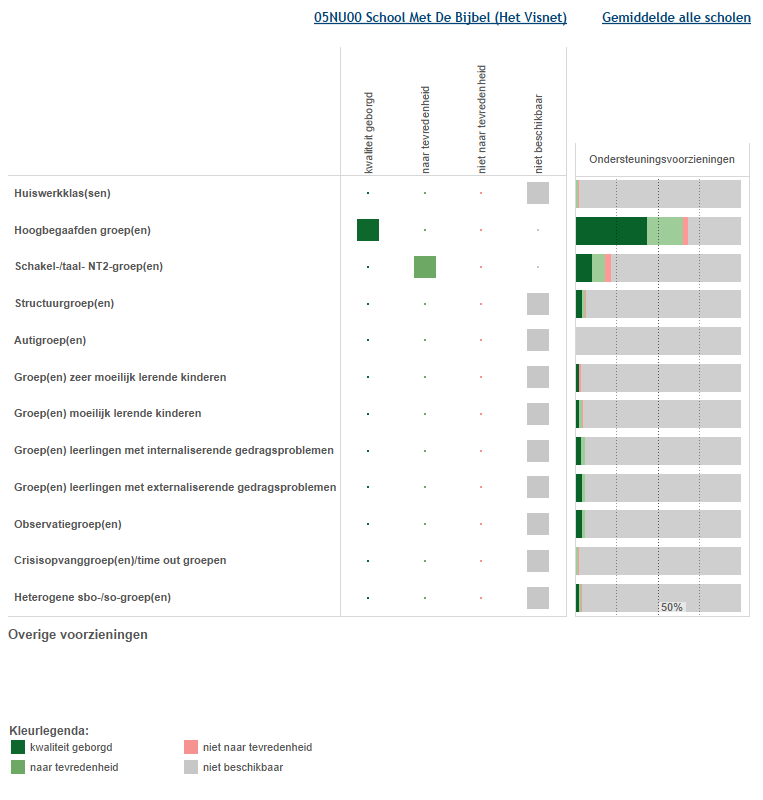 05NU00 School Met De Bijbel (Het Visnet) Gemiddelde alle scholen
kwaliteit geborgd
naar tevredenheid
niet naar tevredenheid
niet beschikbaar
Ondersteuningsvoorzieningen
Huiswerkklas(sen)
Hoogbegaafden groep(en)
Schakel-/taal- NT2-groep(en)
Structuurgroep(en)
Autigroep(en)
Groep(en) zeer moeilijk lerende kinderen
Groep(en) moeilijk lerende kinderen
Groep(en) leerlingen met internaliserende gedragsproblemen
Groep(en) leerlingen met externaliserende gedragsproblemen
Observatiegroep(en)
Crisisopvanggroep(en)/time out groepen
Heterogene sbo-/so-groep(en)
50%
Overige voorzieningen
Kleurlegenda:
kwaliteit geborgd niet naar tevredenheid
naar tevredenheid niet beschikbaar